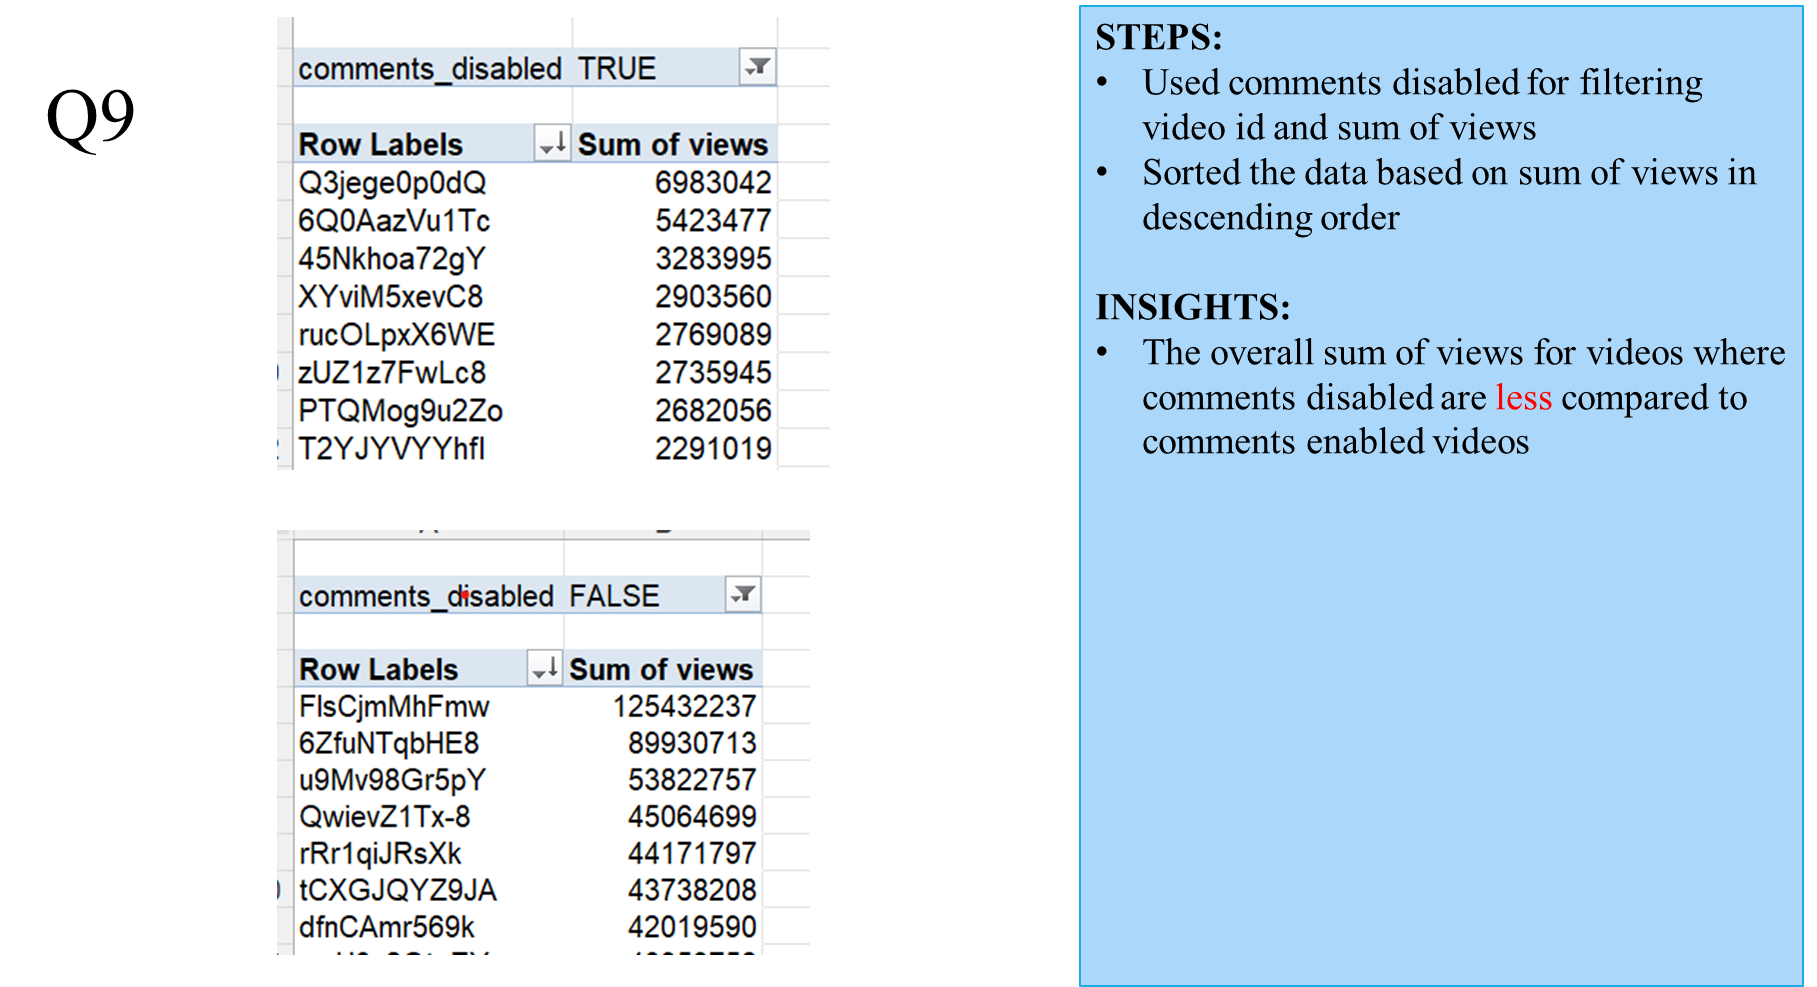 Q9
comments_disabled TRUE
Row Labels Sum of views
Q3jege0p0dQ 6983042
6Q0AazVu1Tc 5423477
45Nkhoa72gY 3283995
XYviM5xevC8 2903560
rucOLpxX6WE 2769089
zUZ1z7FwLc8 2735945
PTQMog9u2Zo 2682056
T2YJYVYYhfI 2291019
comments_disabled FALSE
Row Labels Sum of views
FlsCjmMhFmw 125432237
6ZfuNTqbHE8 89930713
u9Mv98Gr5pY 53822757
QwievZ1Tx-8 45064699
rRr1qiJRsXk 44171797
tCXGJQYZ9JA 43738208
dfnCAmr569k 42019590
STEPS:
• Used comments disabled for filtering
video id and sum of views
• Sorted the data based on sum of views in
descending order
INSIGHTS:
• The overall sum of views for videos where
comments disabled are less compared to
comments enabled videos